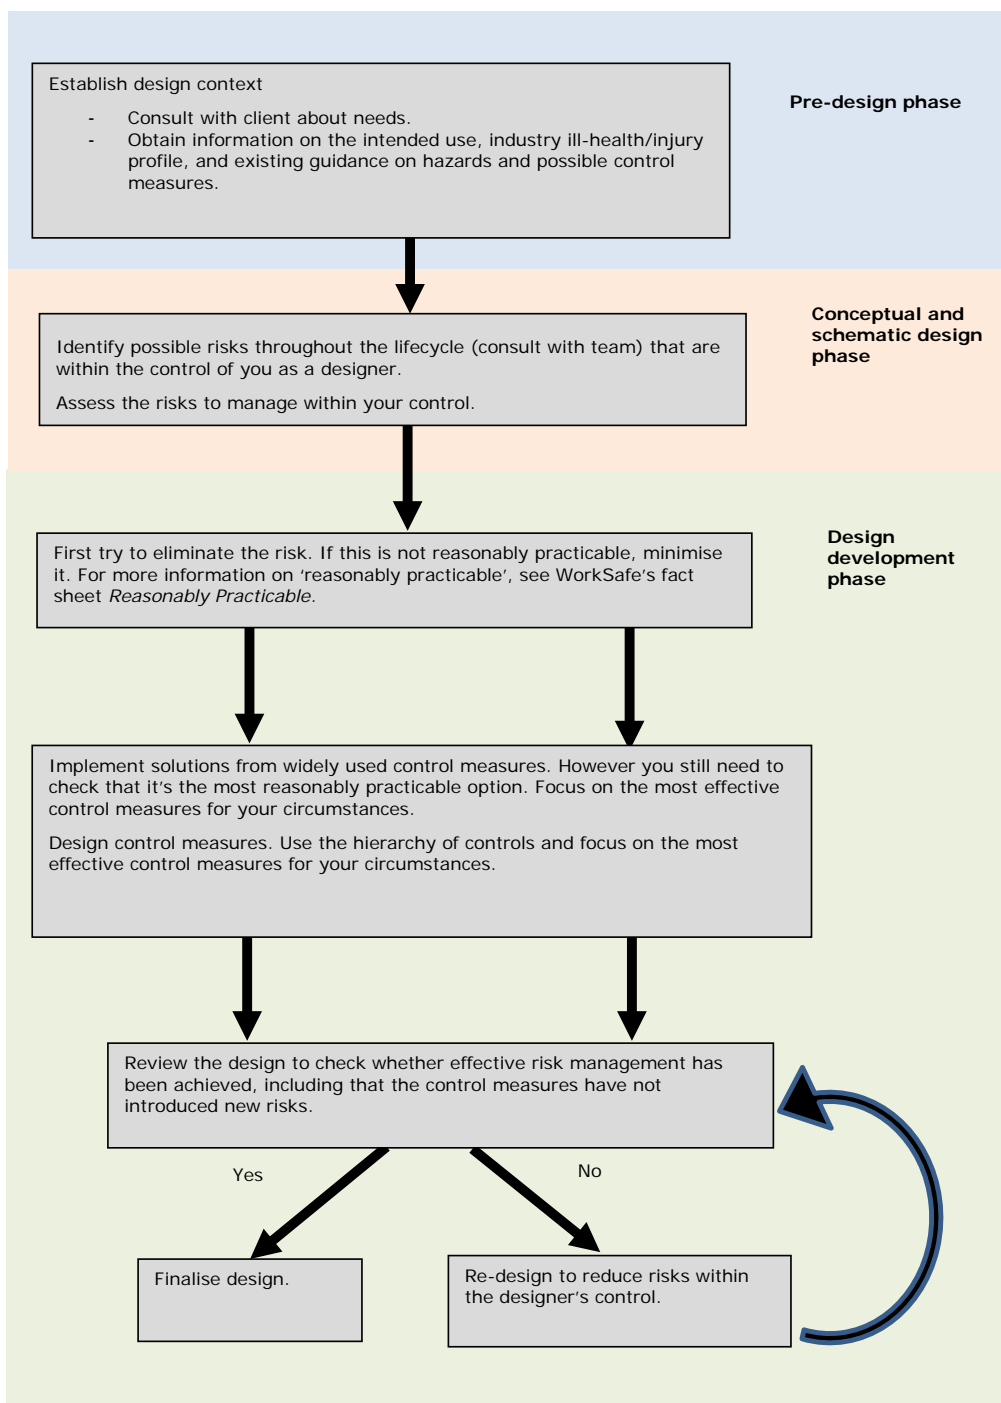 Establish design context
- Consult with client about needs.
- Obtain information on the intended use, industry ill-health/injury
profile, and existing guidance on hazards and possible control
measures.
Pre-design phase
Identify possible risks throughout the lifecycle (consult with team) that are
within the control of you as a designer.
Assess the risks to manage within your control.
Conceptual and
schematic design
phase
First try to eliminate the risk. If this is not reasonably practicable, minimise
it. For more information on ‘reasonably practicable’, see WorkSafe’s fact
sheet Reasonably Practicable.
Design
development
phase
Implement solutions from widely used control measures. However you still need to
check that it’s the most reasonably practicable option. Focus on the most effective
control measures for your circumstances.
Design control measures. Use the hierarchy of controls and focus on the most
effective control measures for your circumstances.
Review the design to check whether effective risk management has
been achieved, including that the control measures have not
introduced new risks.
Yes
No
Finalise design.
Re-design to reduce risks within
the designer’s control.